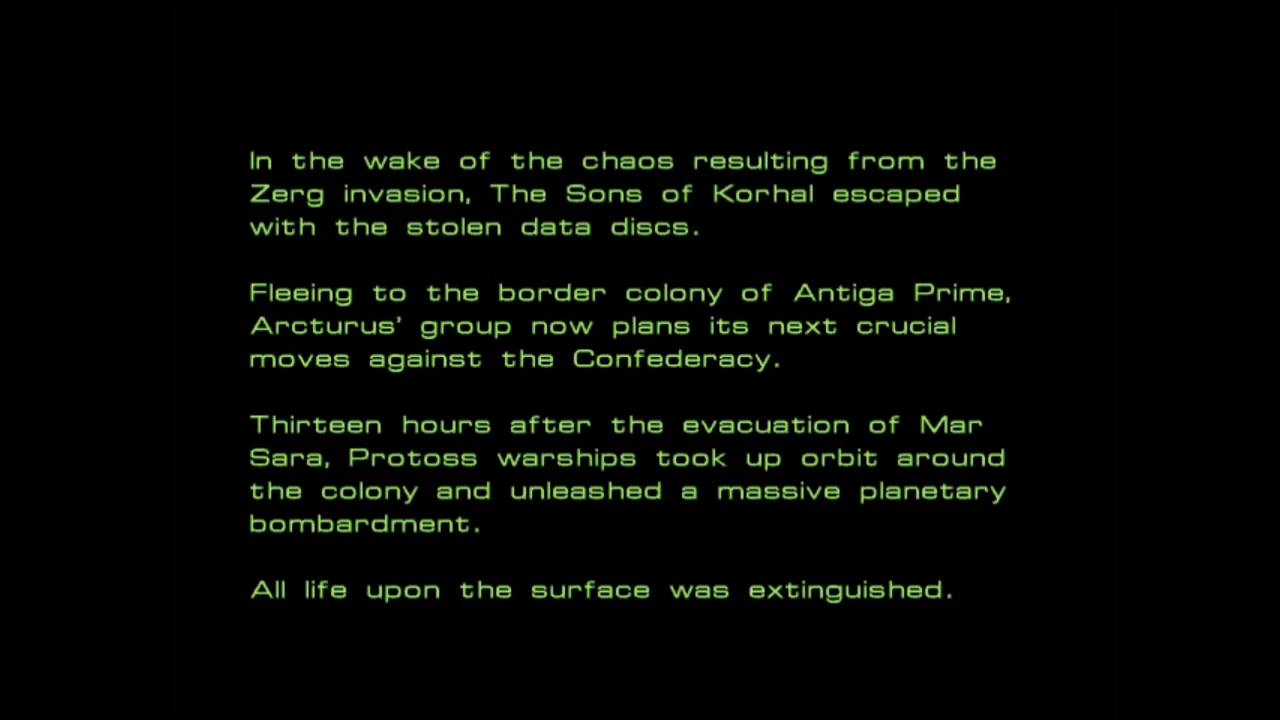 In the wake of the chaos resulting from the
Zerg invasion, The Sons of Korhal escaped
with the stolen data discs.
Fleeing to the border colony of Antiga Prime,
Arcturus' group now plans its next crucial
moves against the Confederacy.
Thirteen hours after the evacuation of Mar
Sara, Protoss warships took up orbit around
the colony and unleashed a massive planetary
bombardment.
All life upon the surface was extinguished.